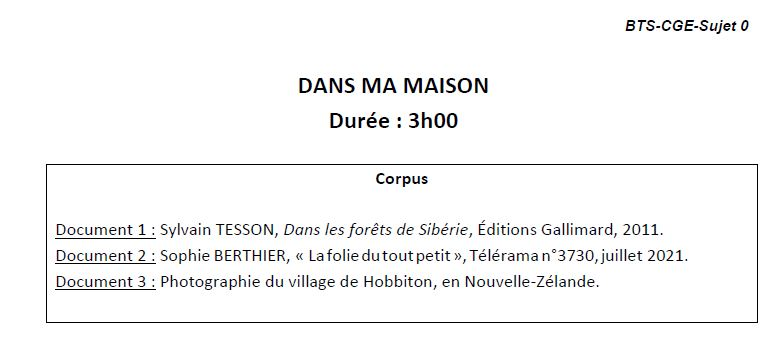 BTS-CGE-Sujet 0
DANS MA MAISON
Durée : 3h00
Corpus
Document 1 : Sylvain TESSON, Dans les forêts de Sibérie, Éditions Gallimard, 2011.
Document 2 : Sophie BERTHIER, « La folie du tout petit », Télérama n°3730, juillet 2021.
Document 3 : Photographie du village de Hobbiton, en Nouvelle-Zélande.